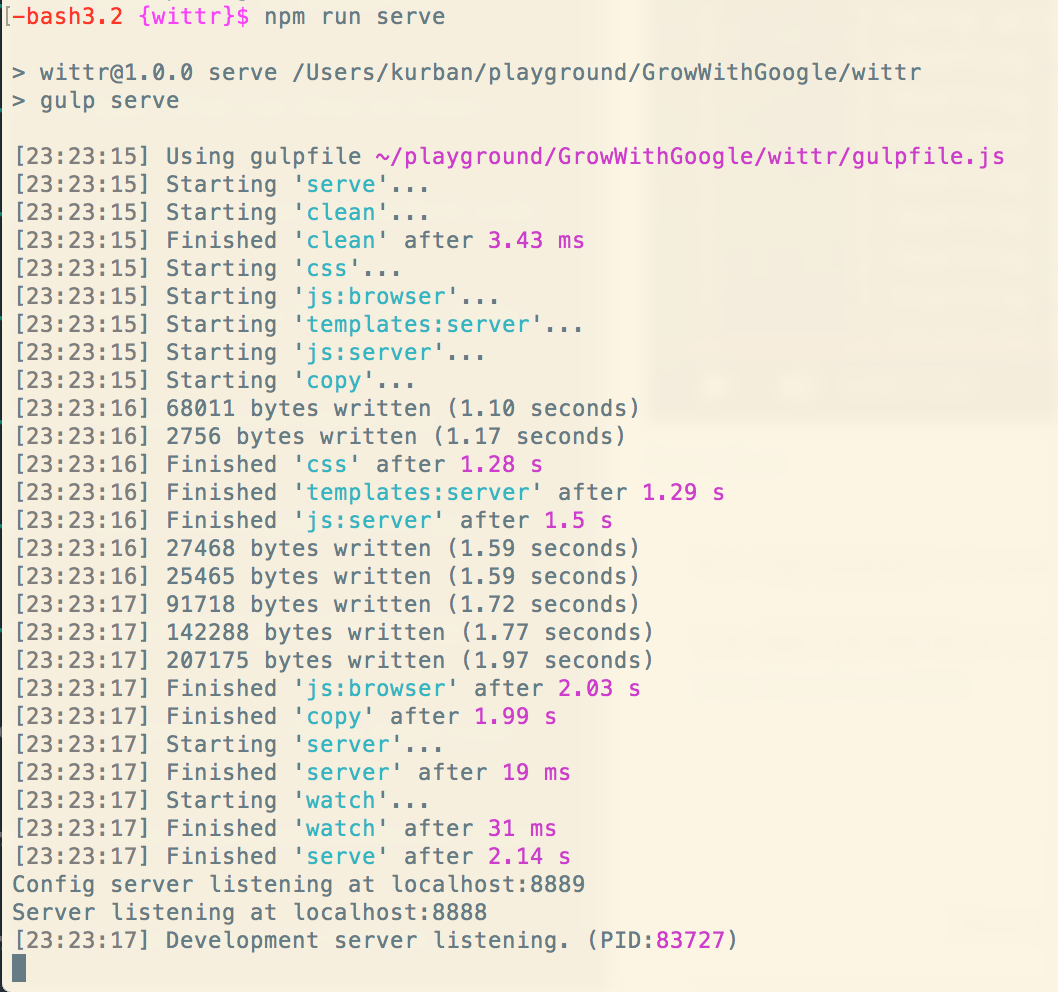 [-bash3.2 {wittr}$ npm run serve
> wittr@1.0.0 serve /Users/kurban/playground/GrowWithGoogle/wittr
> gulp serve
[23:23:15] Using gulpfile ~/playground/GrowWithGoogle/wittr/gulpfile.js
[23:23:15] Starting 'serve'...
[23:23:15] Starting 'clean'...
[23:23:15] Finished 'clean' after 3.43 ms
[23:23:15] Starting 'css'...
[23:23:15] Starting 'js:browser'...
[23:23:15] Starting 'templates:server'...
[23:23:15] Starting 'js:server'...
[23:23:15] Starting 'copy'...
[23:23:16] 68011 bytes written (1.10 seconds)
[23:23:16] 2756 bytes written (1.17 seconds)
[23:23:16] Finished 'css' after 1.28 s
[23:23:16] Finished 'templates:server' after 1.29 s
[23:23:16] Finished 'js:server' after 1.5 s
[23:23:16] 27468 bytes written (1.59 seconds)
[23:23:16] 25465 bytes written (1.59 seconds)
[23:23:17] 91718 bytes written (1.72 seconds)
[23:23:17] 142288 bytes written (1.77 seconds)
[23:23:17] 207175 bytes written (1.97 seconds)
[23:23:17] Finished 'js:browser' after 2.03 s
[23:23:17] Finished 'copy' after 1.99 s
[23:23:17] Starting 'server'...
[23:23:17] Finished 'server' after 19 ms
[23:23:17] Starting 'watch'...
[23:23:17] Finished 'watch' after 31 ms
[23:23:17] Finished 'serve' after 2.14 s
Config server listening at localhost:8889
Server listening at localhost:8888
[23:23:17] Development server listening. (PID:83727)